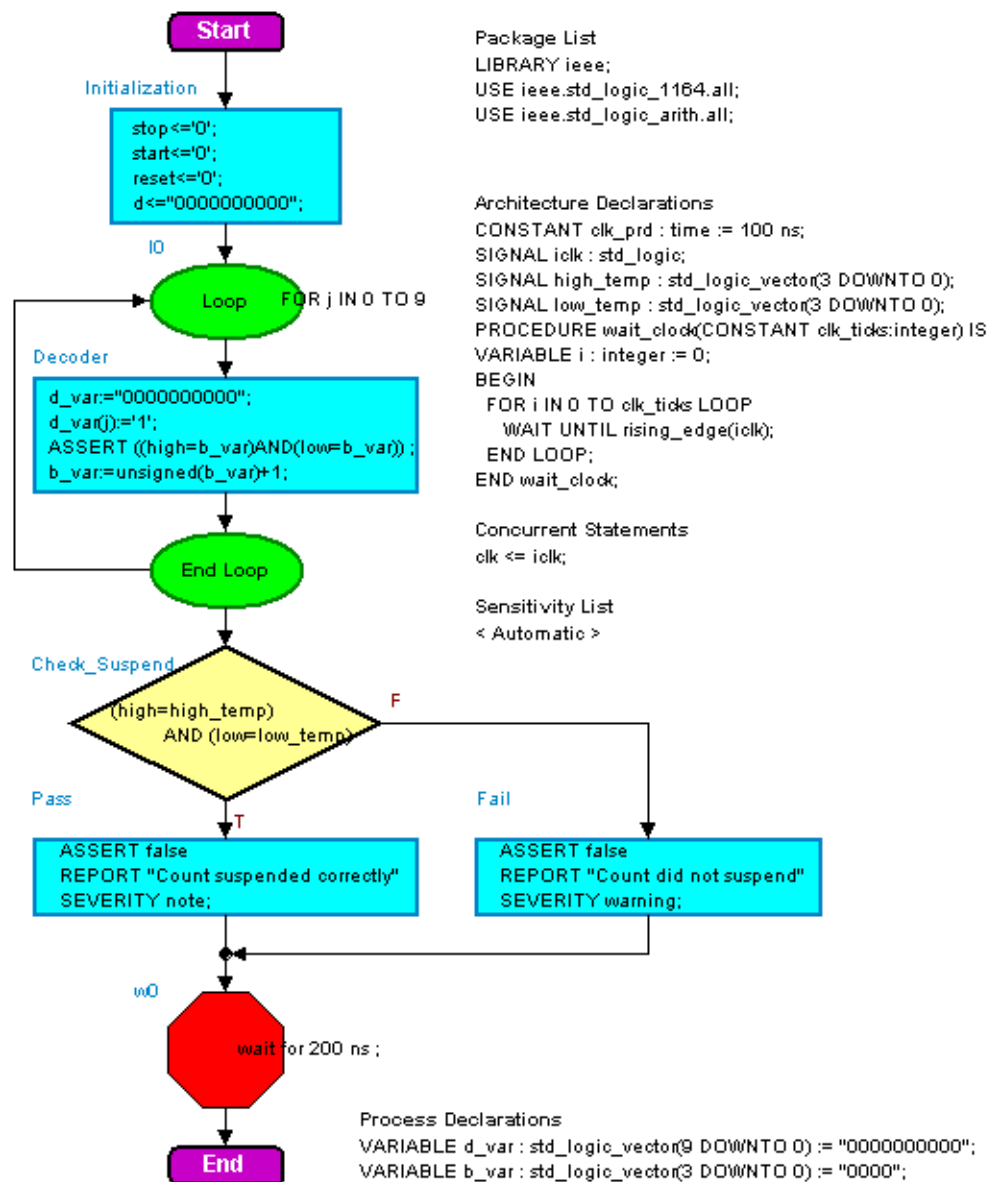 Start
Package List
LIBRARY ieee;
USE ieee.std_logic_1164.all;
USE ieee.std_logic_arith.all;
Initialization
stop<='0';
start<='0';
reset<='0';
d<="0000000000";
Architecture Declarations
CONSTANT clk_prd : time := 100 ns;
SIGNAL iclk : std_logic;
SIGNAL high_temp : std_logic_vector(3 DOWNTO 0);
SIGNAL low_temp : std_logic_vector(3 DOWNTO 0);
PROCEDURE wait_clock(CONSTANT clk_ticks:integer) IS
VARIABLE i : integer := 0;
BEGIN
FOR i IN 0 TO clk_ticks LOOP
WAIT UNTIL rising_edge(iclk);
END LOOP;
END wait_clock;
l0
Loop FOR j IN 0 TO 9
Decoder
d_var:="0000000000";
d_var(j):='1';
ASSERT ((high=b_var)AND(low=b_var)) ;
b_var:=unsigned(b_var)+1;
End Loop
Concurrent Statements
clk <= iclk;
Sensitivity List
< Automatic >
Check_Suspend
(high=high_temp)
AND (low=low_temp)
F
T
Pass
ASSERT false
REPORT "Count suspended correctly"
SEVERITY note;
Fail
ASSERT false
REPORT "Count did not suspend"
SEVERITY warning;
w0
wait for 200 ns ;
End
Process Declarations
VARIABLE d_var : std_logic_vector(9 DOWNTO 0) := "0000000000";
VARIABLE b_var : std_logic_vector(3 DOWNTO 0) := "0000";